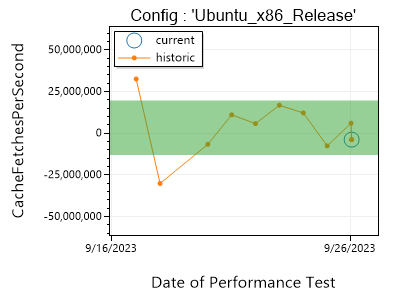 Config : 'Ubuntu_x86_Release'
current
historic
50,000,000
25,000,000
0
-25,000,000
-50,000,000
CacheFetchesPerSecond
9/16/2023
9/26/2023
Date of Performance Test